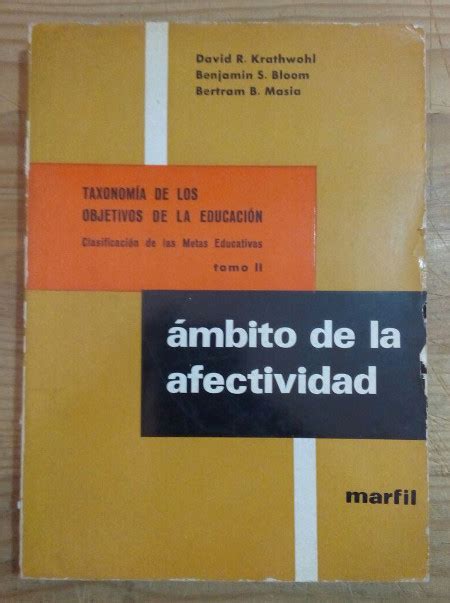 David R. Krathwohl
Benjamin S. Bloom
Bertram B. Masia
TAXONOMÍA DE LOS
OBJETIVOS DE LA EDUCACIÓN
Clasificación de las Metas Educativas
tomo II
ámbito de la
afectividad
marfil